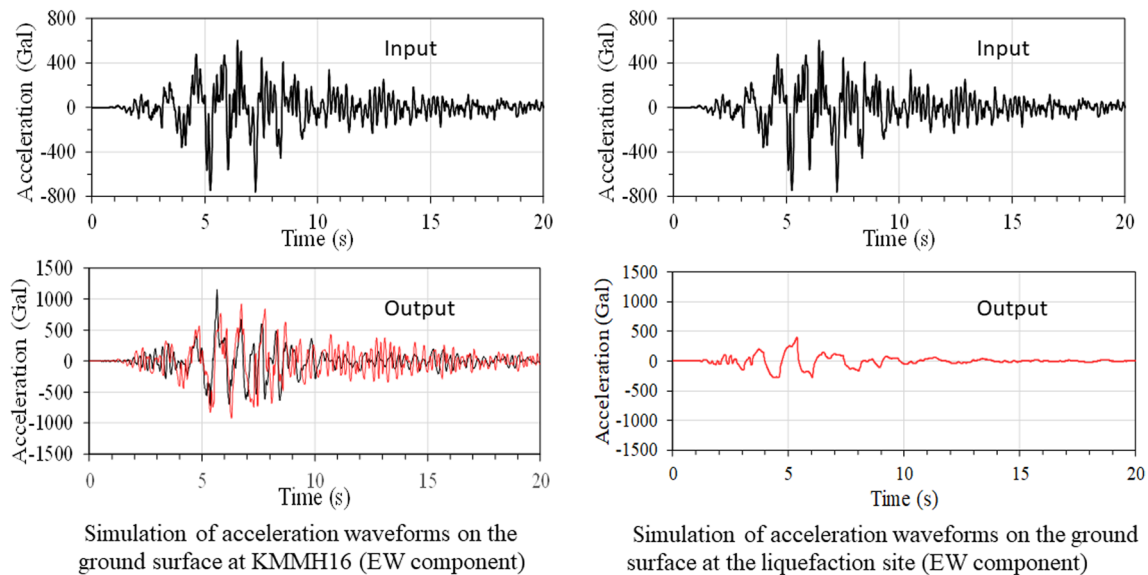 800
400
0
-400
-800
Acceleration (Gal)
Input
0 5 10 15 20
Time (s)
1500
1000
500
0
-500
-1000
-1500
Acceleration (Gal)
Output
0 5 10 15 20
Time (s)
Simulation of acceleration waveforms on the
ground surface at KMMH16 (EW component)
800
400
0
-400
-800
Acceleration (Gal)
Input
0 5 10 15 20
Time (s)
1500
1000
500
0
-500
-1000
-1500
Acceleration (Gal)
Output
0 5 10 15 20
Time (s)
Simulation of acceleration waveforms on the ground
surface at the liquefaction site (EW component)